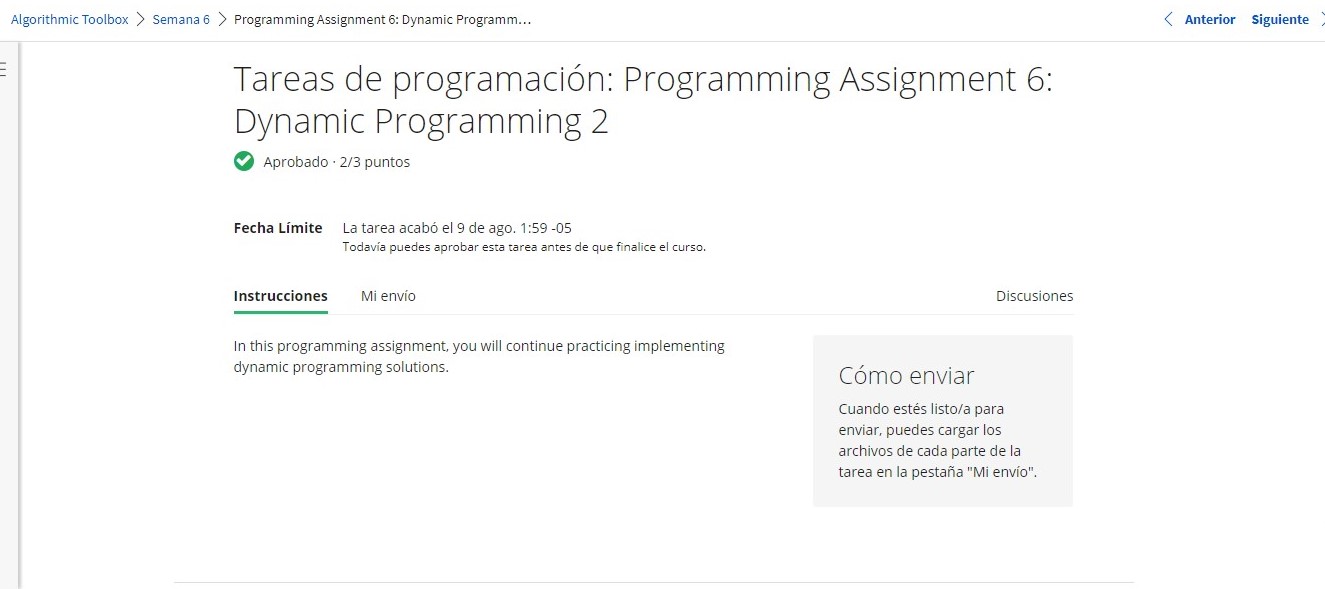 Algorithmic Toolbox > Semana 6 > Programming Assignment 6: Dynamic Programm...
Anterior Siguiente
Tareas de programación: Programming Assignment 6:
Dynamic Programming 2
Aprobado · 2/3 puntos
Fecha Límite La tarea acabó el 9 de ago. 1:59 -05
Todavía puedes aprobar esta tarea antes de que finalice el curso.
Instrucciones Mi envío Discusiones
In this programming assignment, you will continue practicing implementing
dynamic programming solutions.
Cómo enviar
Cuando estés listo/a para
enviar, puedes cargar los
archivos de cada parte de la
tarea en la pestaña "Mi envío".